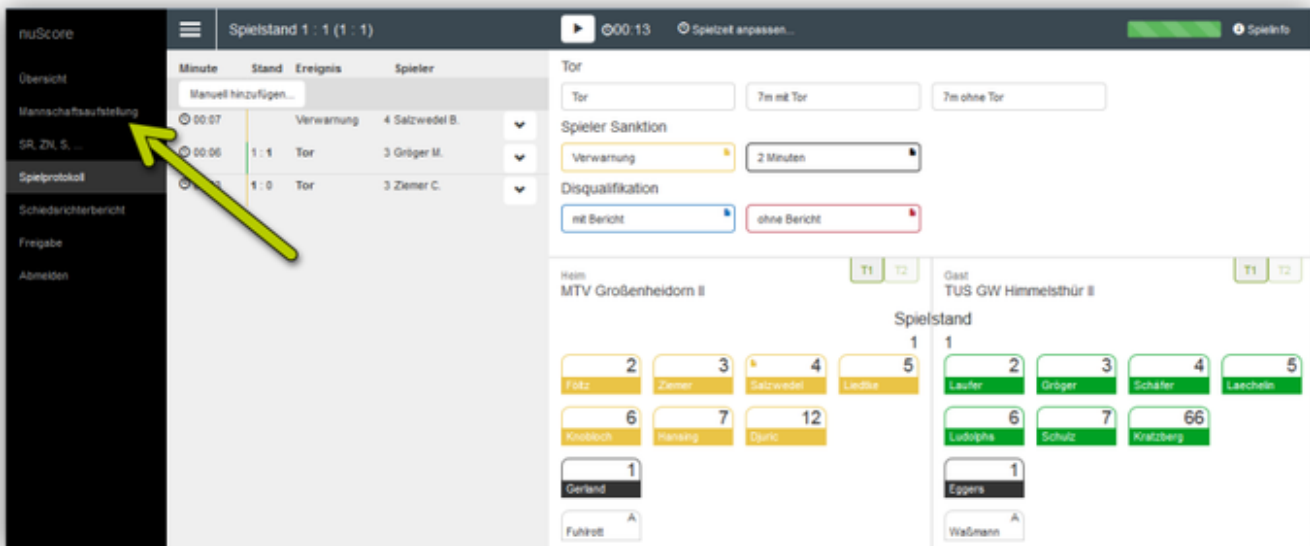 nuScore
Übersicht
Mannschaftsaufstellung
SR, ZN, S, ...
Spielprotokoll
Schiedsrichterbericht
Freigabe
Abmelden
Spielstand 1 : 1 (1 : 1)
00:13 Spielzeit anpassen...
Spielinfo
Minute Stand Ereignis Spieler
Manuell hinzufügen...
00:07 Verwarnung 4 Salzwedel B.
00:06 1 : 1 Tor 3 Gröger M.
1 : 0 Tor 3 Ziemer C.
Tor
Tor 7m mit Tor 7m ohne Tor
Spieler Sanktion
Verwarnung 2 Minuten
Disqualifikation
mit Bericht ohne Bericht
Heim T1 T2
MTV Großenheidorn II
Gast T1 T2
TUS GW Himmelsthür II
Spielstand
1 1
2 3 4 5
Föltz Ziemer Salzwedel Liedtke
6 7 12
Knobloch Hansing Djuric
1
Gerland
A
Fuhlrott
2 3 4 5
Laufer Gröger Schäfer Laechelin
6 7 66
Ludolphs Schulz Kratzberg
1
Eggers
A
Waßmann